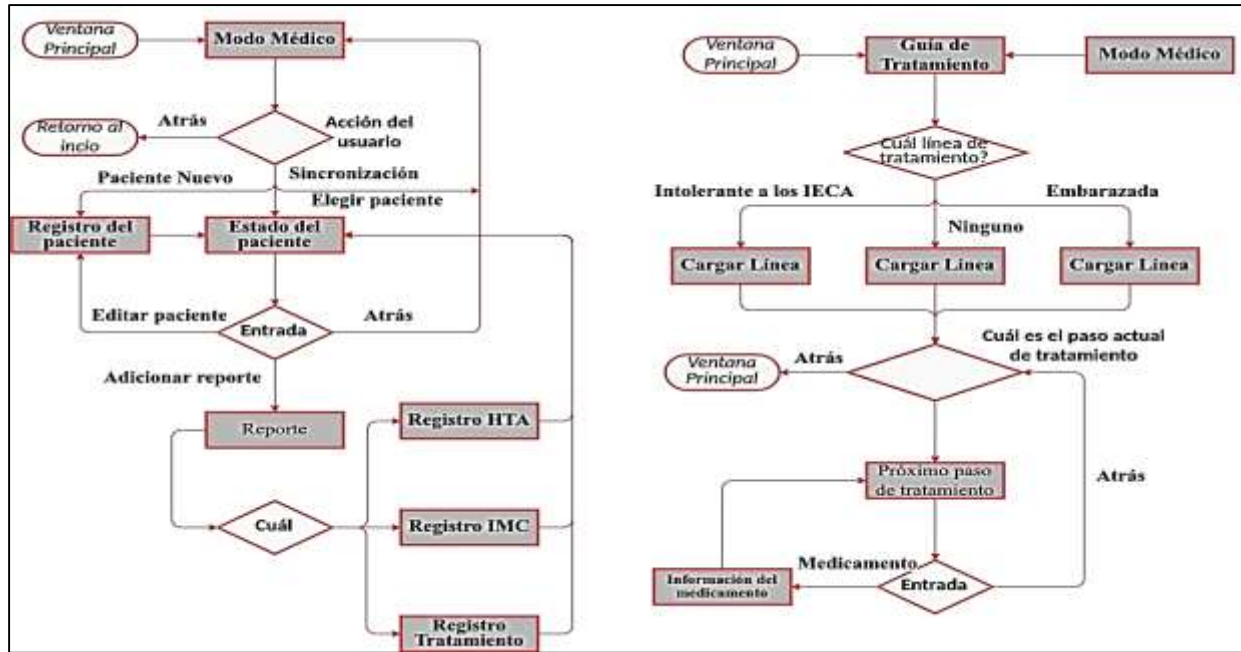 Ventana
Principal
Modo Médico
Atrás
Acción del
usuario
Retorno al
incio
Sincronización
Paciente Nuevo
Elegir paciente
Registro del
paciente
Estado del
paciente
Editar paciente
Entrada
Atrás
Adicionar reporte
Reporte
Registro HTA
Cuál
Registro IMC
Registro
Tratamiento
Ventana
Principal
Guía de
Tratamiento
Modo Médico
Cuál línea de
tratamiento?
Intolerante a los IECA
Embarazada
Ninguno
Cargar Línea
Cargar Línea
Cargar Línea
Cuál es el paso actual
de tratamiento
Atrás
Ventana
Principal
Próximo paso
de tratamiento
Atrás
Medicamento
Información del
medicamento
Entrada